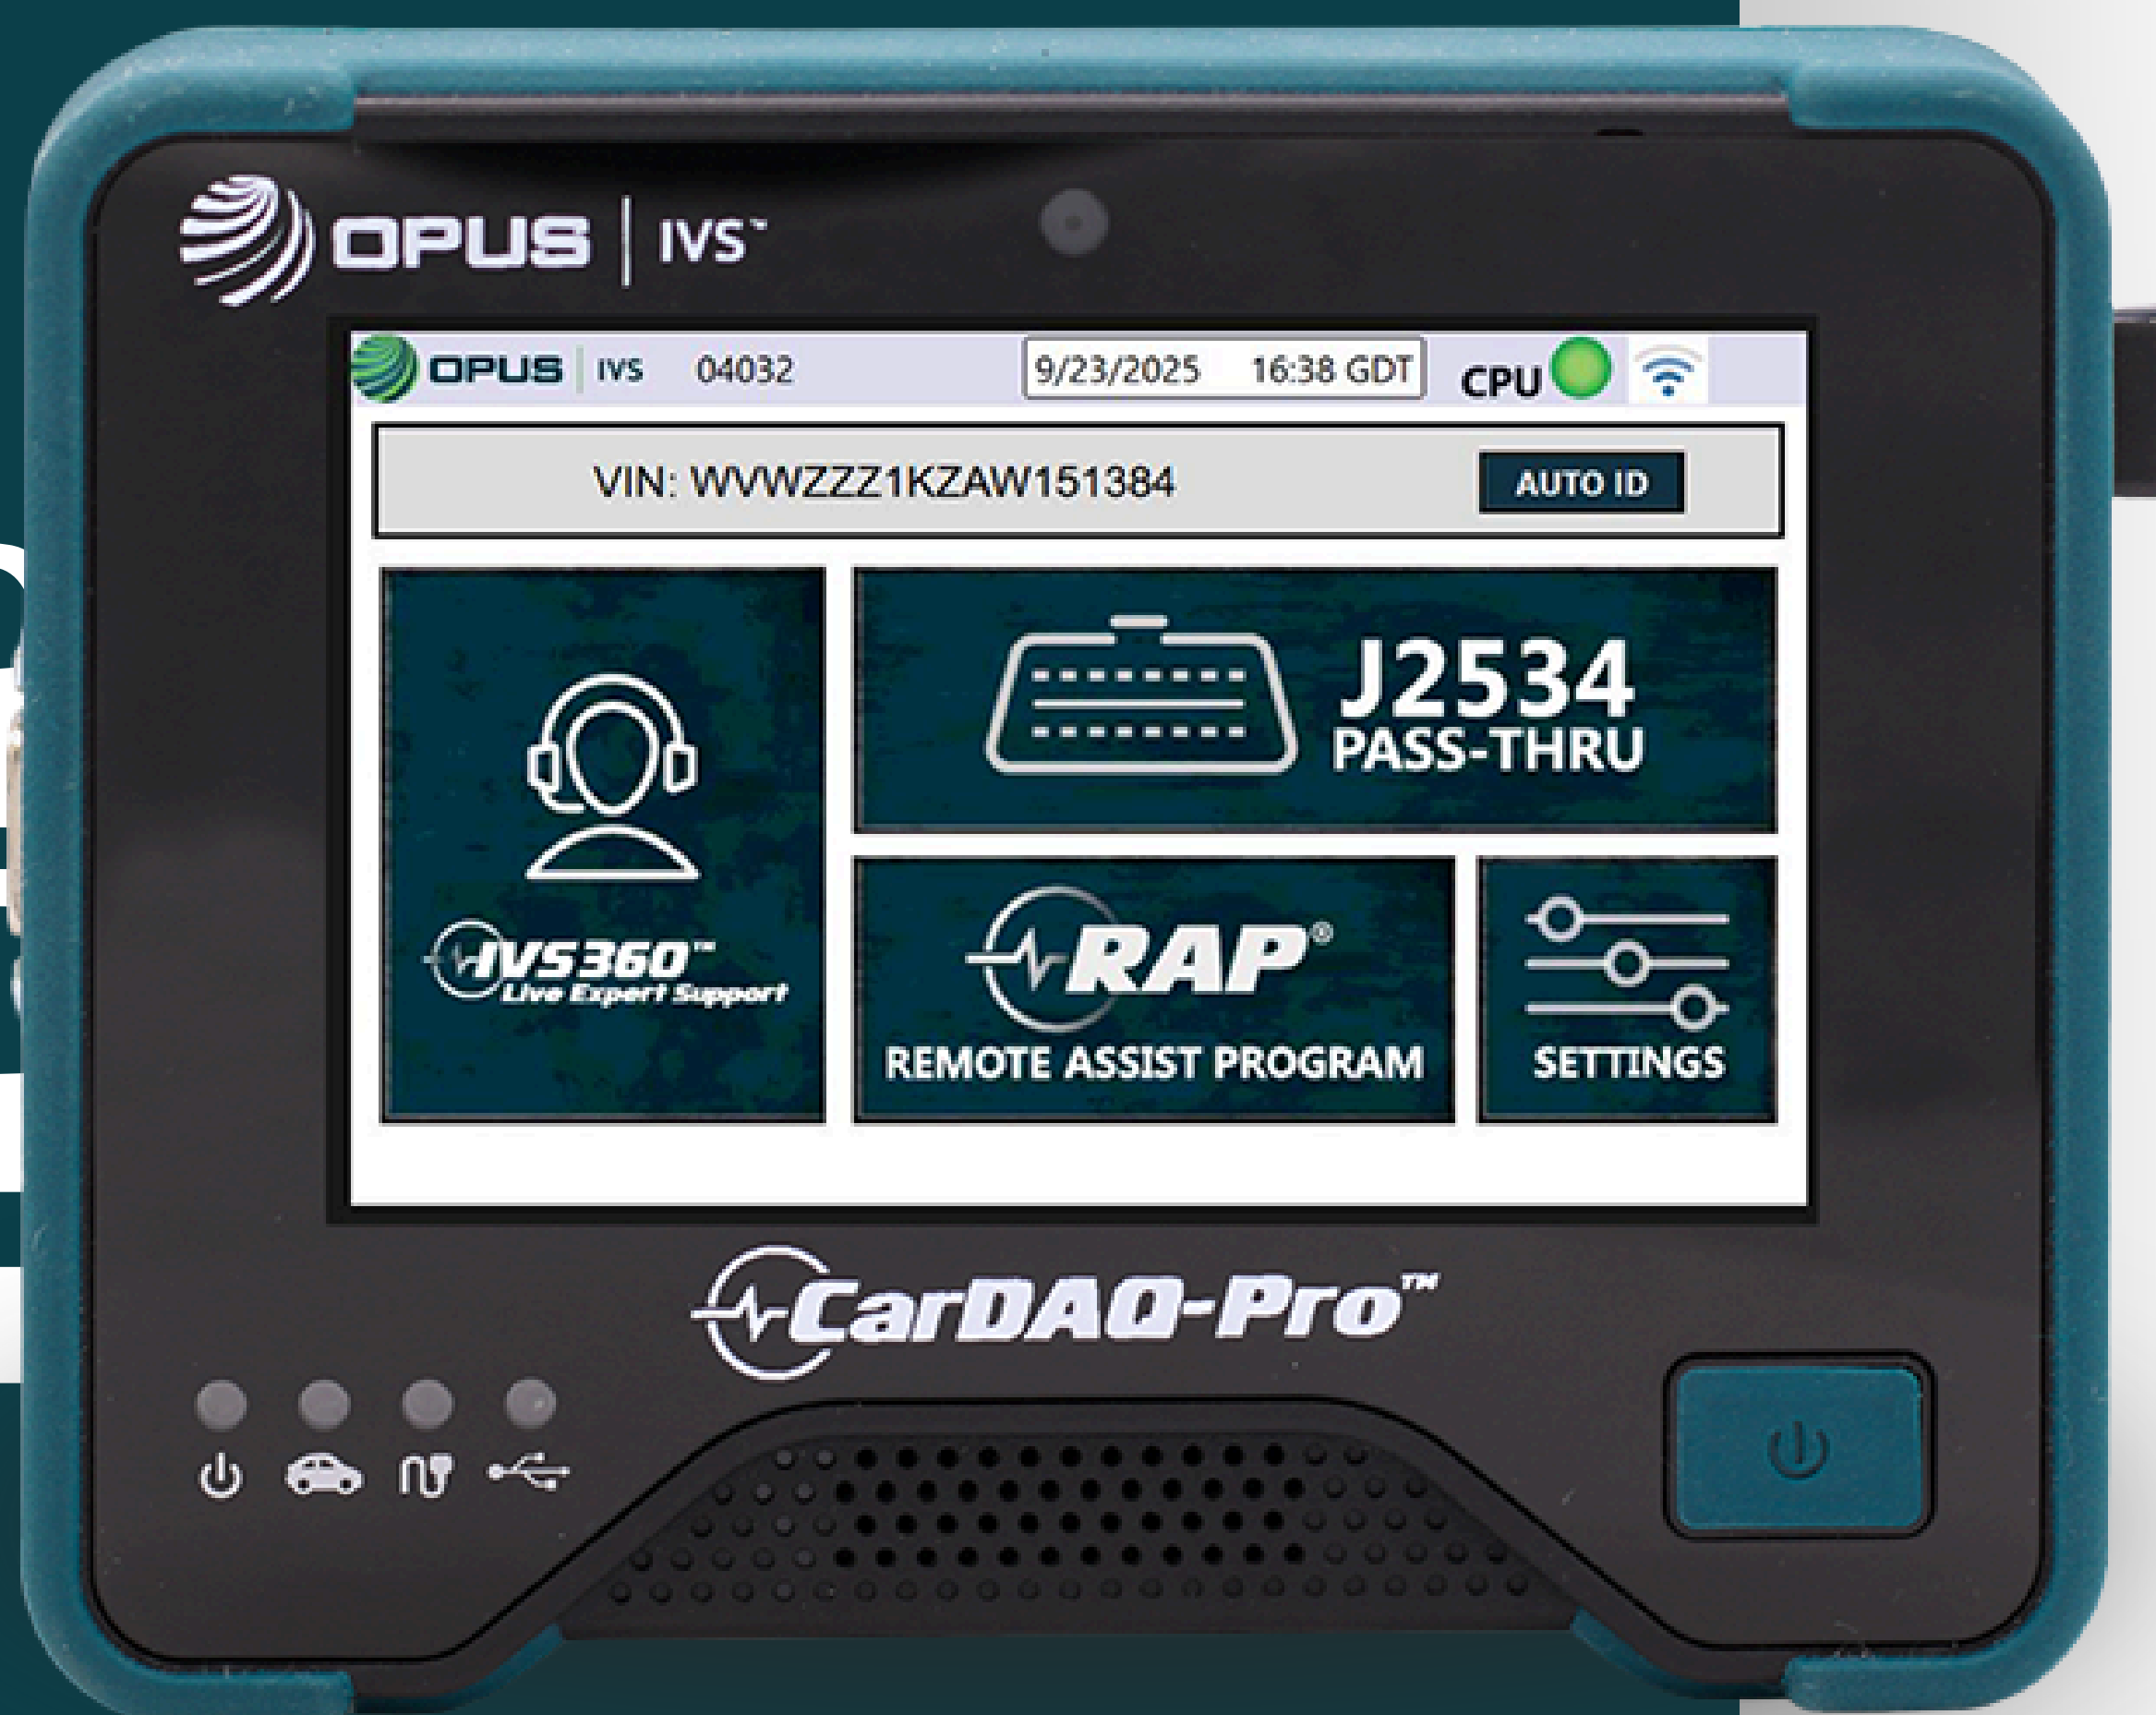 OPUS | IVS™
OPUS | IVS 04032 9/23/2025 16:38 GDT CPU
VIN: WVWZZZ1KZAW151384 AUTO ID
J2534
PASS-THRU
IVS360™
Live Expert Support
RAP®
REMOTE ASSIST PROGRAM
SETTINGS
CarDAQ-Pro™